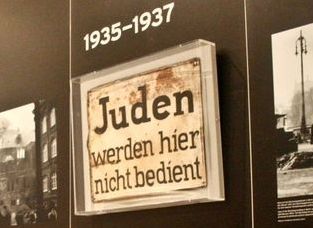 1935–1937
Juden
werden hier
nicht bedient